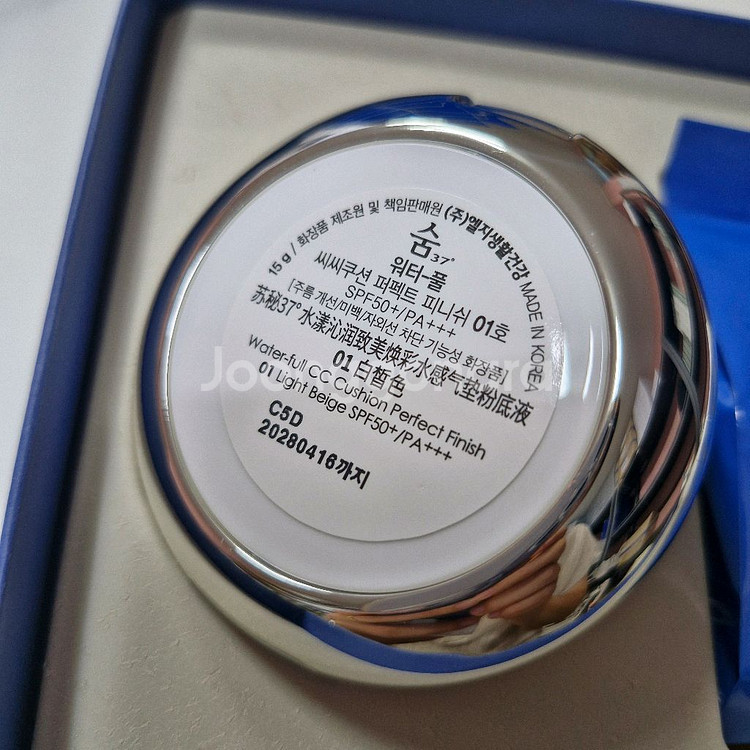 15 g / 화장품 제조원 및 책임판매원 (주)엘지생활건강 MADE IN KOREA
숨37°
워터-풀
씨씨쿠션 퍼펙트 피니쉬 01호
SPF50+/PA+++
[주름 개선/미백/자외선 차단 기능성 화장품]
苏秘37°水漾沁润致美焕彩水感气垫粉底液
01 白皙色
Water-full CC Cushion Perfect Finish
01 Light Beige SPF50+/PA+++
C5D
20280416까지